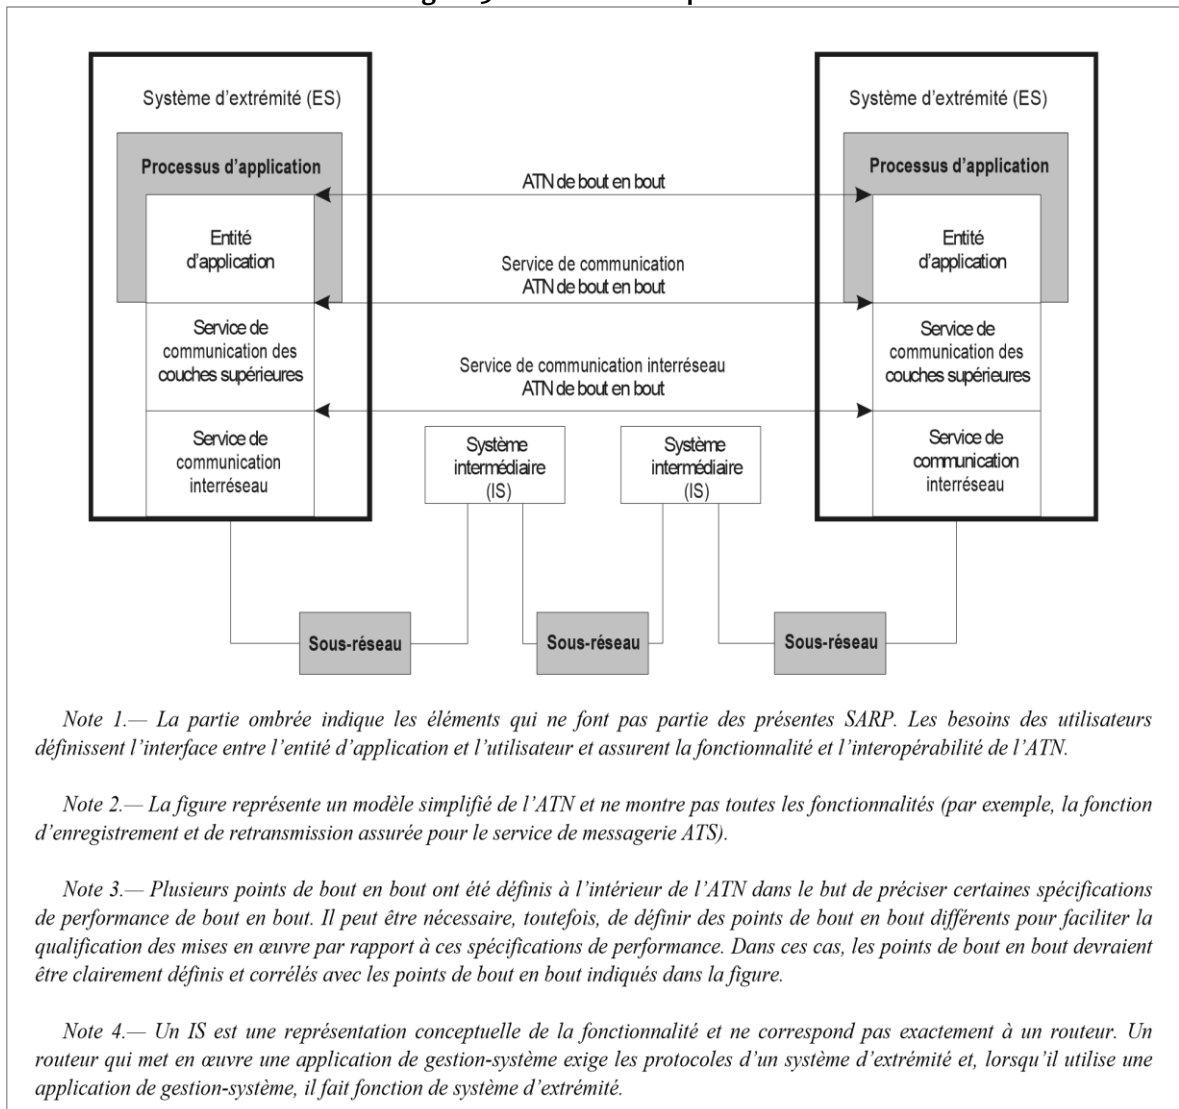 Système d'extrémité (ES)
Système d'extrémité (ES)
Processus d'application
Processus d'application
ATN de bout en bout
Entité
d'application
Entité
d'application
Service de communication
ATN de bout en bout
Service de
communication des
couches supérieures
Service de
communication des
couches supérieures
Service de communication interréseau
ATN de bout en bout
Service de
communication
interréseau
Système
intermédiaire
(IS)
Système
intermédiaire
(IS)
Service de
communication
interréseau
Sous-réseau
Sous-réseau
Sous-réseau
Note 1.— La partie ombrée indique les éléments qui ne font pas partie des présentes SARP. Les besoins des utilisateurs
définissent l'interface entre l'entité d'application et l'utilisateur et assurent la fonctionnalité et l'interopérabilité de l'ATN.
Note 2.— La figure représente un modèle simplifié de l'ATN et ne montre pas toutes les fonctionnalités (par exemple, la fonction
d'enregistrement et de retransmission assurée pour le service de messagerie ATS).
Note 3.— Plusieurs points de bout en bout ont été définis à l'intérieur de l'ATN dans le but de préciser certaines spécifications
de performance de bout en bout. Il peut être nécessaire, toutefois, de définir des points de bout en bout différents pour faciliter la
qualification des mises en œuvre par rapport à ces spécifications de performance. Dans ces cas, les points de bout en bout devraient
être clairement définis et corrélés avec les points de bout en bout indiqués dans la figure.
Note 4.— Un IS est une représentation conceptuelle de la fonctionnalité et ne correspond pas exactement à un routeur. Un
routeur qui met en œuvre une application de gestion-système exige les protocoles d'un système d'extrémité et, lorsqu'il utilise une
application de gestion-système, il fait fonction de système d'extrémité.